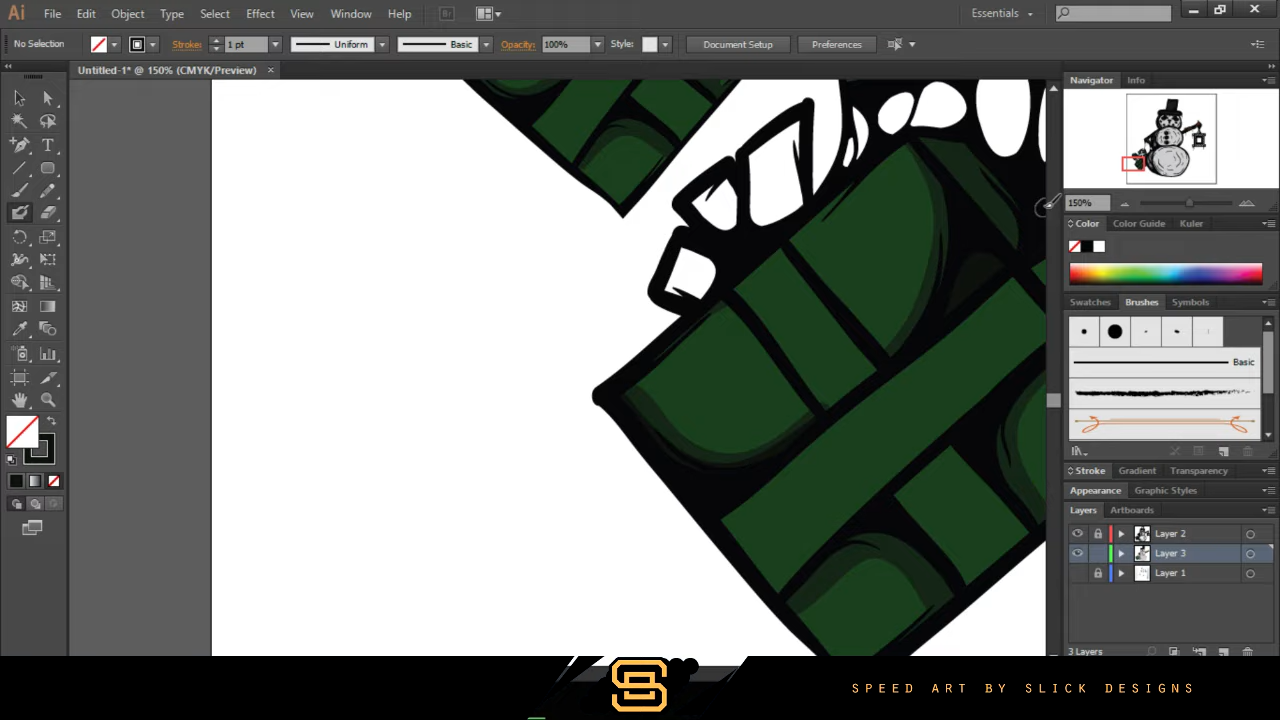 Ai File Edit Object Type Select Effect View Window Help Br Essentials
No Selection Stroke: 1 pt Uniform Basic Opacity: 100% Style: Document Setup Preferences
Untitled-1* @ 150% (CMYK/Preview)
Navigator Info
150%
Color Color Guide Kuler
Swatches Brushes Symbols
Basic
Stroke Gradient Transparency
Appearance Graphic Styles
Layers Artboards
Layer 2
Layer 3
Layer 1
3 Layers
SPEED ART BY SLICK DESIGNS